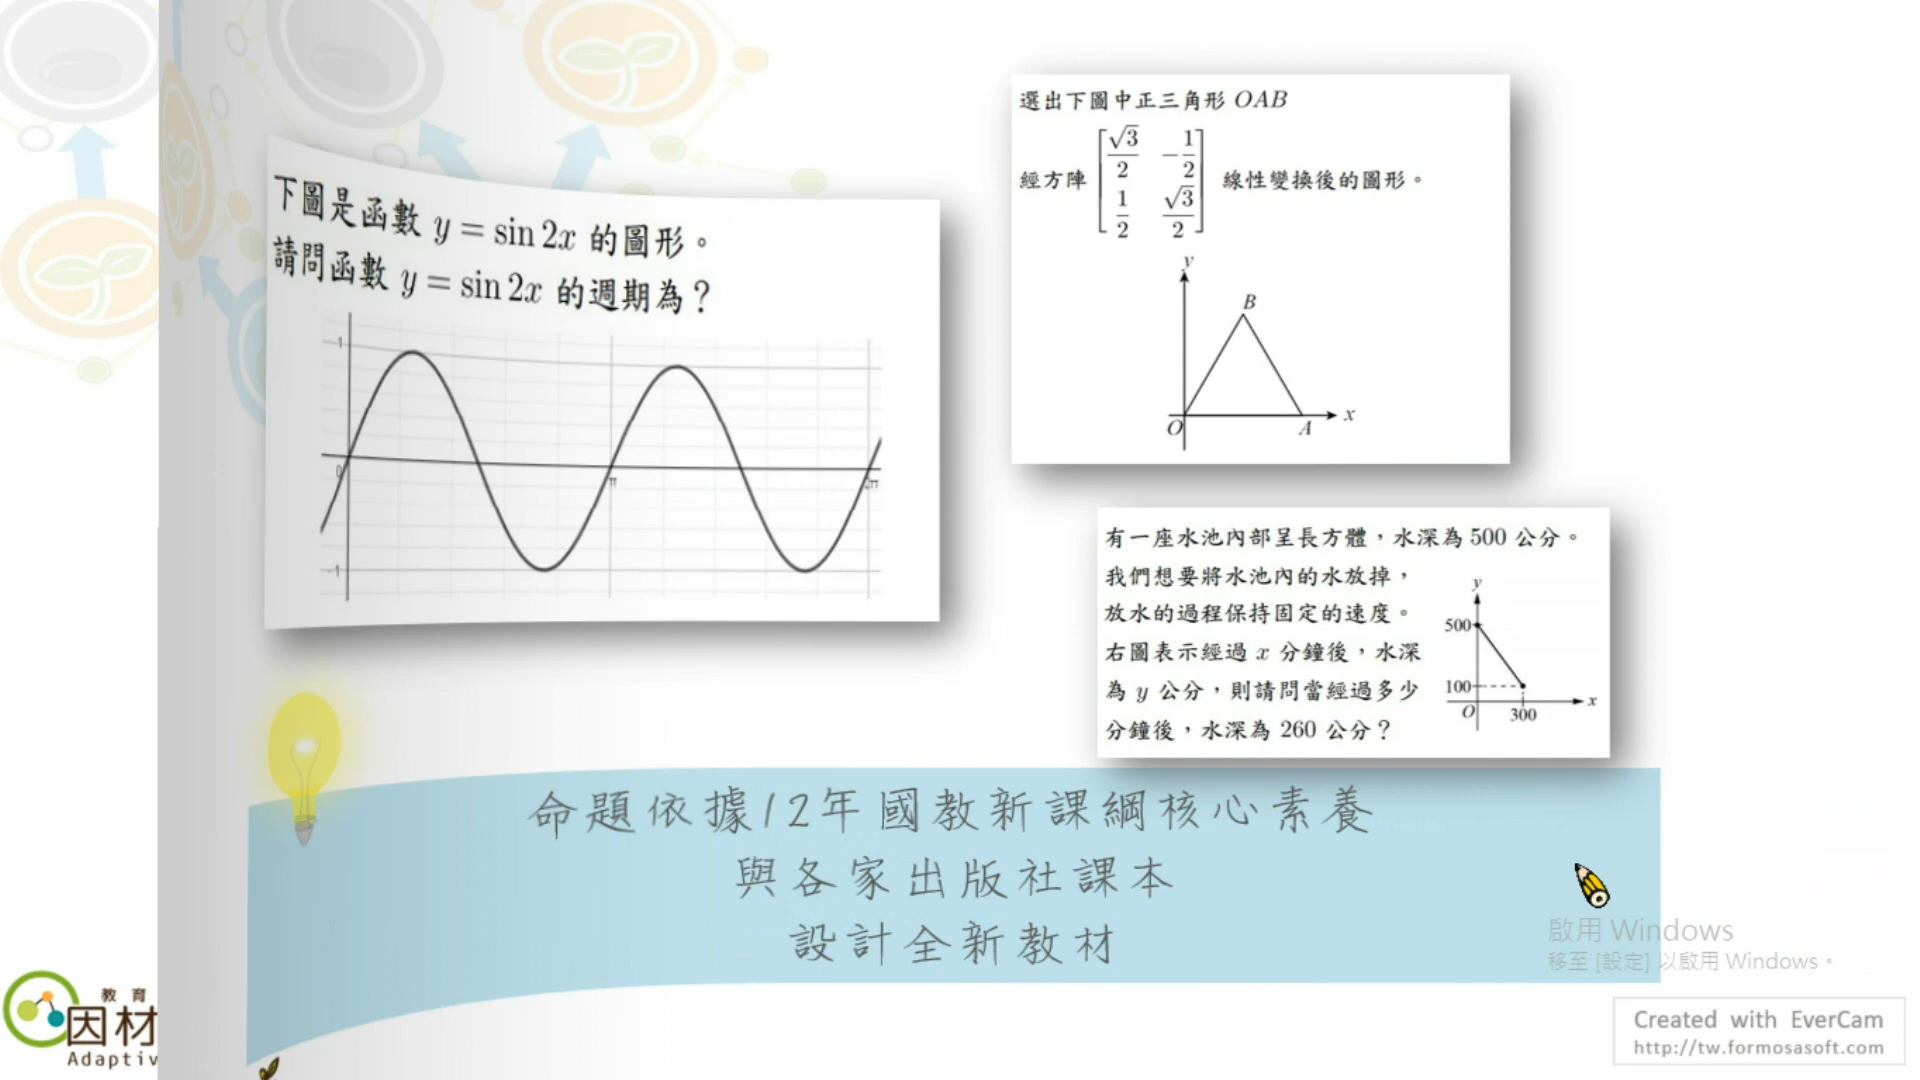 下圖是函數 y = sin 2x 的圖形。
請問函數 y = sin 2x 的週期為？
1
0
π
2π
-1
選出下圖中正三角形 OAB
經方陣 [√3/2 -1/2; 1/2 √3/2] 線性變換後的圖形。
y
B
O
A
x
有一座水池內部呈長方體，水深為 500 公分。
我們想要將水池內的水放掉，
放水的過程保持固定的速度。
右圖表示經過 x 分鐘後，水深
為 y 公分，則請問當經過多少
分鐘後，水深為 260 公分？
y
500
100
O
300
x
命題依據12年國教新課綱核心素養
與各家出版社課本
設計全新教材
啟用 Windows
移至 [設定] 以啟用 Windows。
教育
因材
Adaptiv
Created with EverCam
http://tw.formosasoft.com